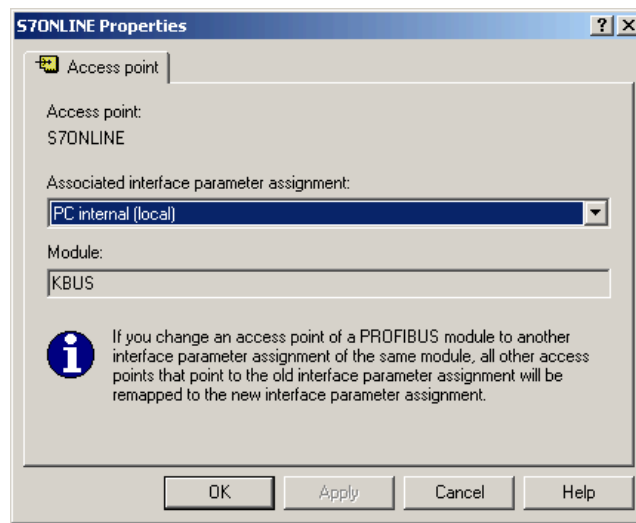 S7ONLINE Properties
Access point
Access point:
S7ONLINE
Associated interface parameter assignment:
PC internal (local)
Module:
KBUS
If you change an access point of a PROFIBUS module to another
interface parameter assignment of the same module, all other access
points that point to the old interface parameter assignment will be
remapped to the new interface parameter assignment.
OK Apply Cancel Help